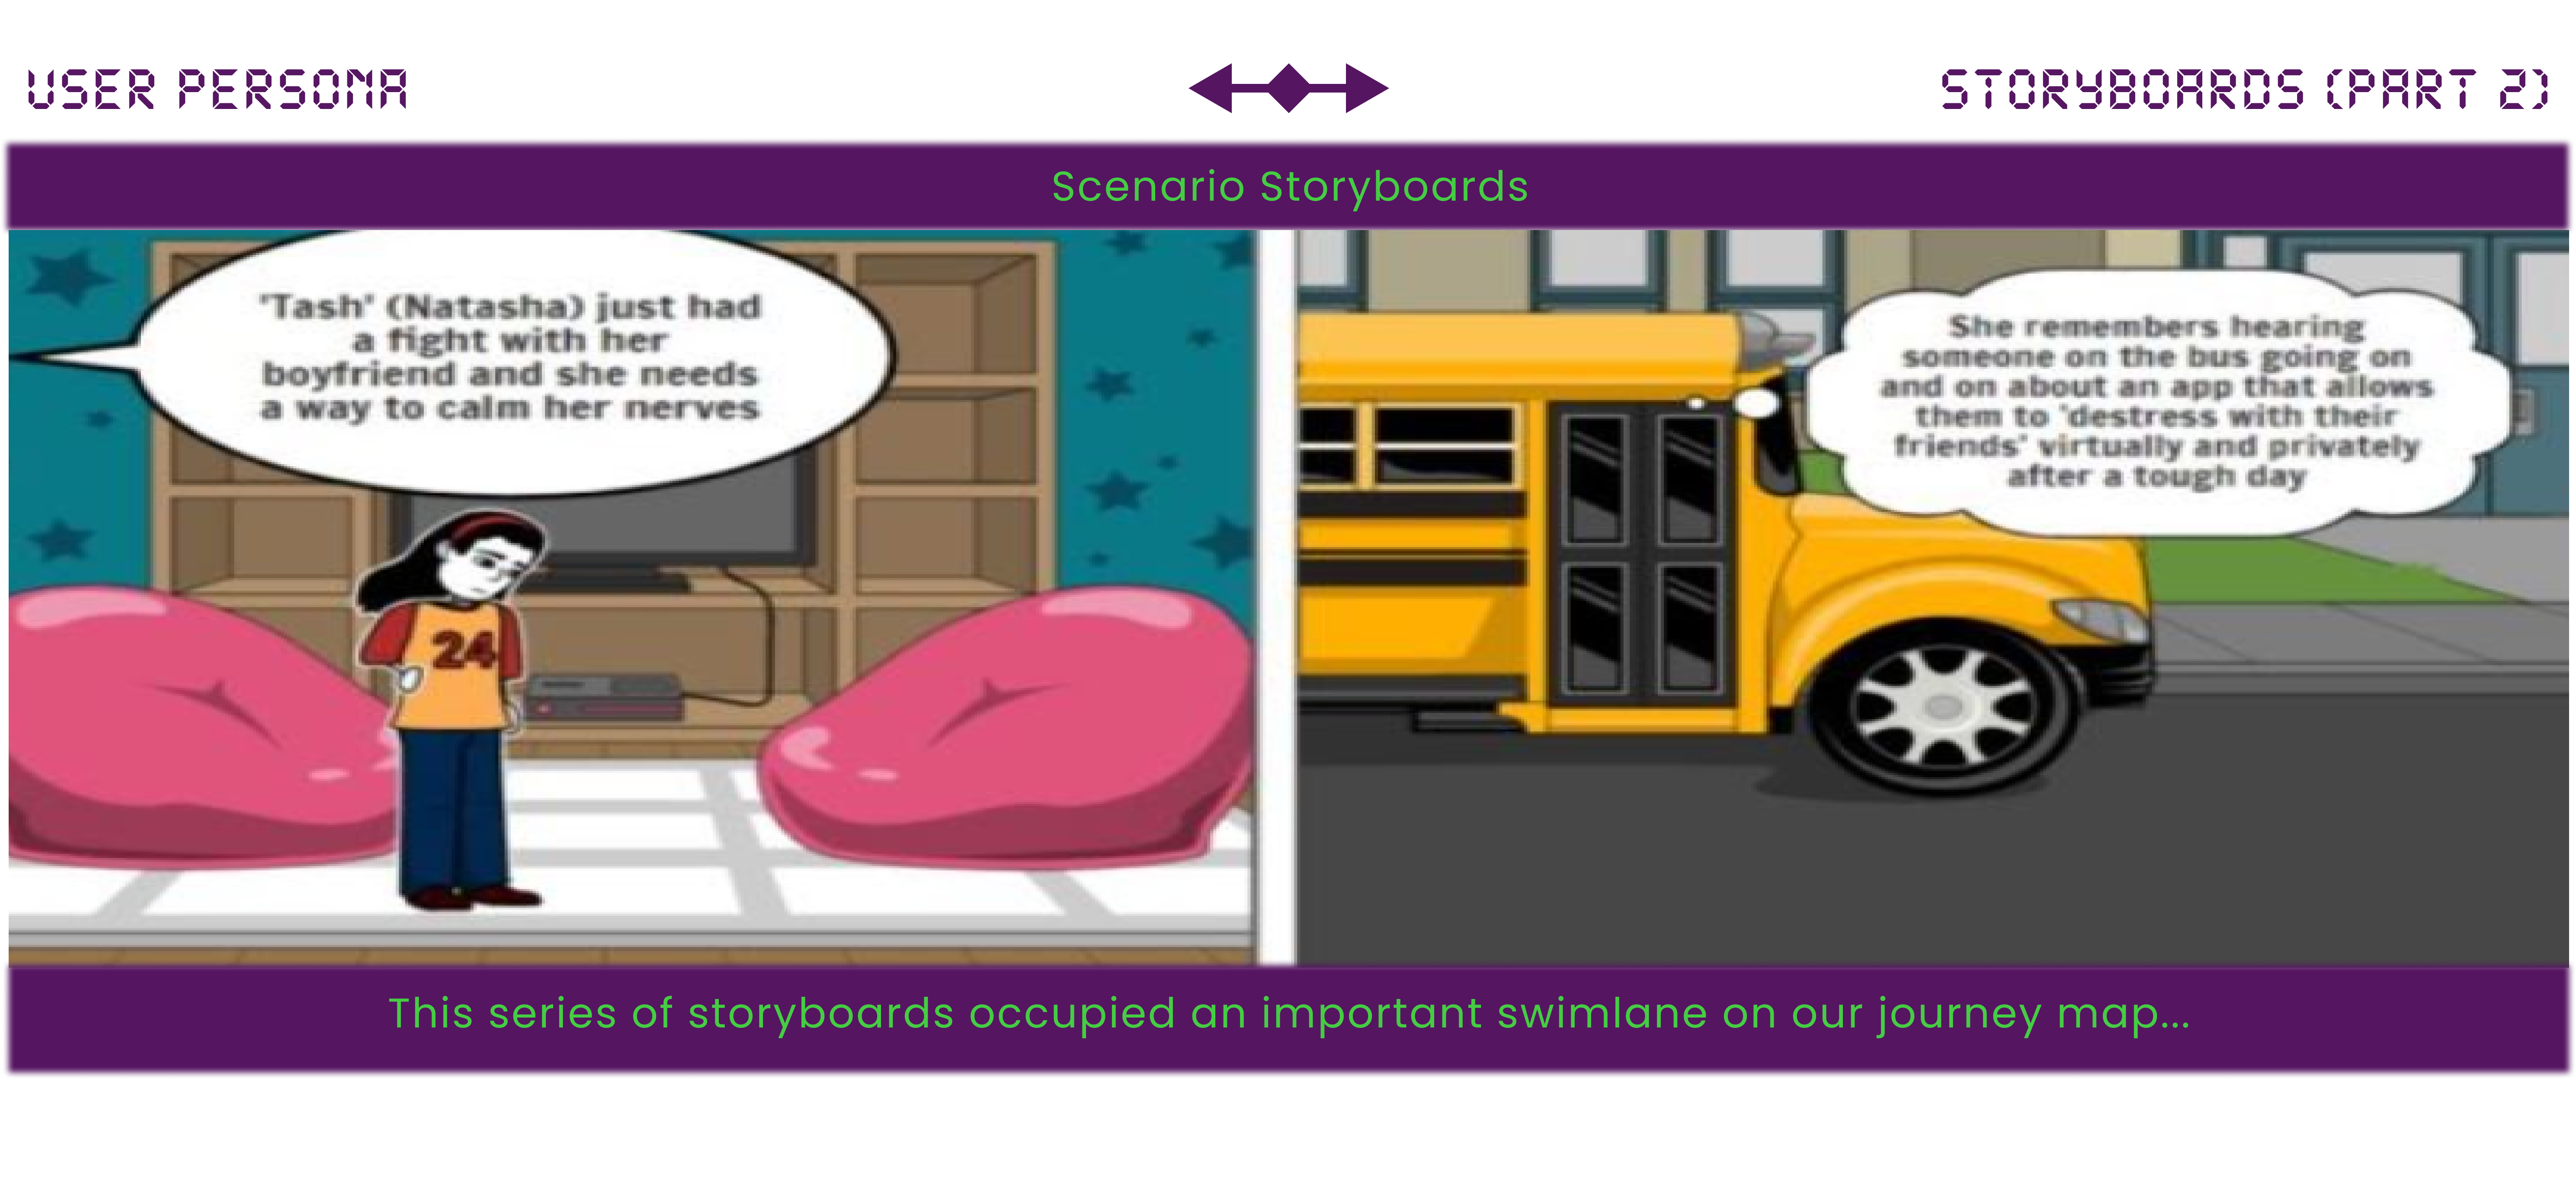 USER PERSONA
STORYBOARDS (PART 2)
Scenario Storyboards
'Tash' (Natasha) just had
a fight with her
boyfriend and she needs
a way to calm her nerves
24
She remembers hearing
someone on the bus going on
and on about an app that allows
them to 'destress with their
friends' virtually and privately
after a tough day
This series of storyboards occupied an important swimlane on our journey map...